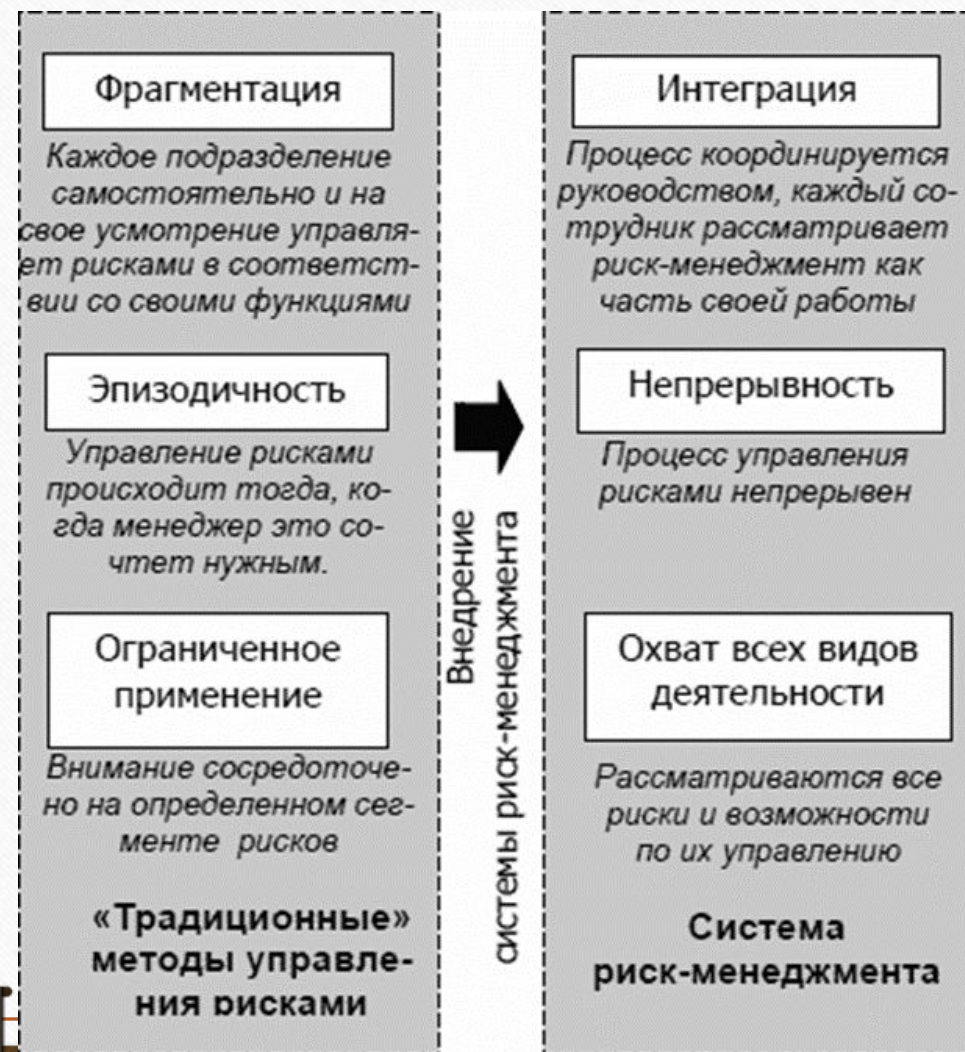 Фрагментация
Каждое подразделение
самостоятельно и на
свое усмотрение управля-
ет рисками в соответст-
вии со своими функциями
Эпизодичность
Управление рисками
происходит тогда, ко-
гда менеджер это со-
чтет нужным.
Ограниченное
применение
Внимание сосредоточе-
но на определенном сег-
менте рисков
«Традиционные»
методы управле-
ния рисками
Внедрение
системы риск-менеджмента
Интеграция
Процесс координируется
руководством, каждый со-
трудник рассматривает
риск-менеджмент как
часть своей работы
Непрерывность
Процесс управления
рисками непрерывен
Охват всех видов
деятельности
Рассматриваются все
риски и возможности
по их управлению
Система
риск-менеджмента